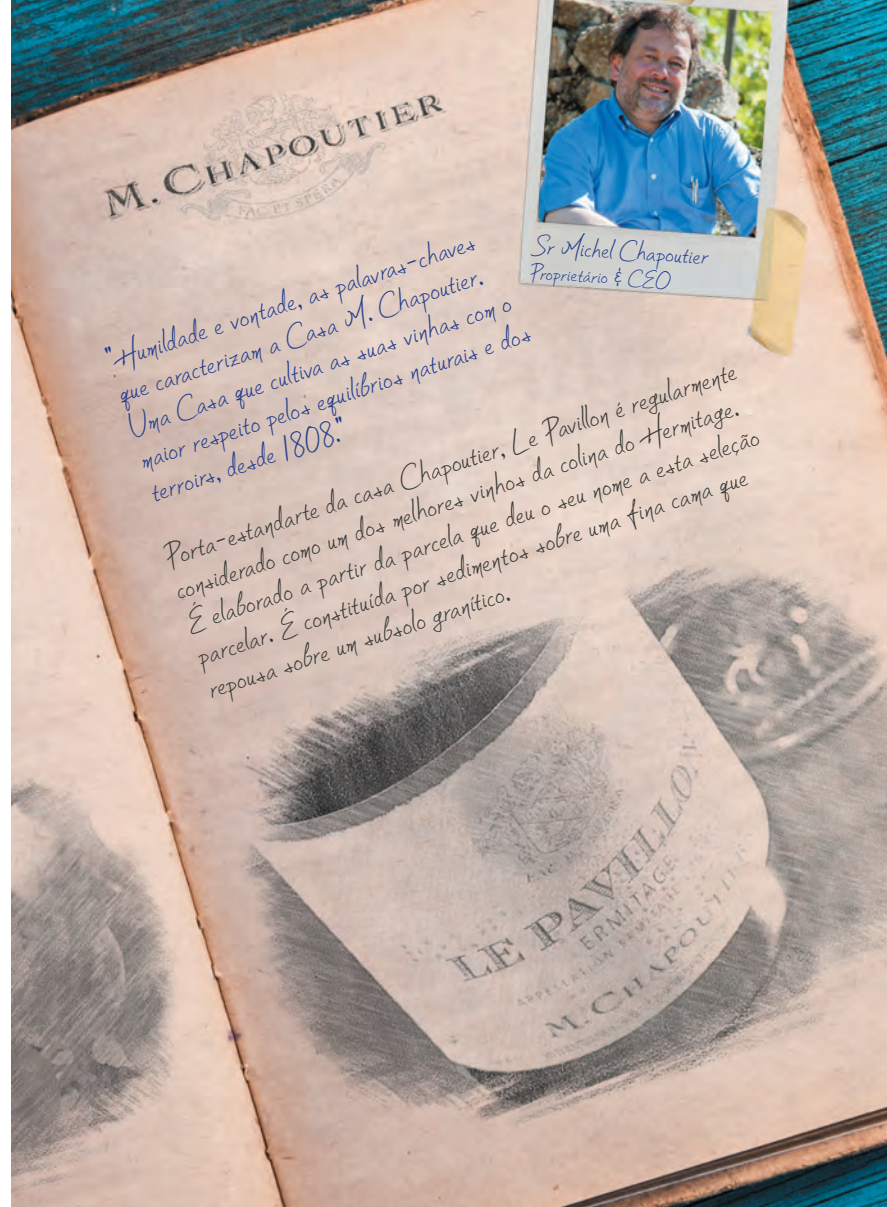 M. CHAPOUTIER
FAC ET SPERA
Sr Michel Chapoutier
Proprietário & CEO
"Humildade e vontade, as palavras-chaves
que caracterizam a Casa M. Chapoutier.
Uma Casa que cultiva as suas vinhas com o
maior respeito pelos equilíbrios naturais e dos
terroirs, desde 1808."
Porta-estandarte da casa Chapoutier, Le Pavillon é regularmente
considerado como um dos melhores vinhos da colina do Hermitage.
É elaborado a partir da parcela que deu o seu nome a esta seleção
parcelar. É constituída por sedimentos sobre uma fina cama que
repousa sobre um subsolo granítico.
LE PAVILLON
ERMITAGE
M. CHAPOUTIER